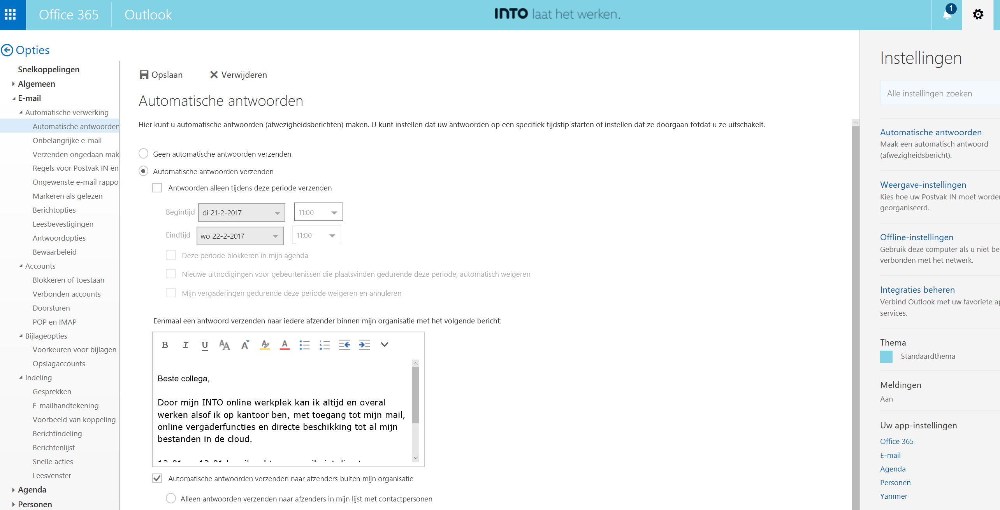 Office 365
Outlook
INTO laat het werken.
1
Opties
Snelkoppelingen
Algemeen
E-mail
Automatische verwerking
Automatische antwoorden
Onbelangrijke e-mail
Verzenden ongedaan mak
Regels voor Postvak IN en
Ongewenste e-mail rappo
Markeren als gelezen
Berichtopties
Leesbevestigingen
Antwoordopties
Bewaarbeleid
Accounts
Blokkeren of toestaan
Verbonden accounts
Doorsturen
POP en IMAP
Bijlageopties
Voorkeuren voor bijlagen
Opslagaccounts
Indeling
Gesprekken
E-mailhandtekening
Voorbeeld van koppeling
Berichtindeling
Berichtenlijst
Snelle acties
Leesvenster
Agenda
Personen
Opslaan
Verwijderen
Automatische antwoorden
Hier kunt u automatische antwoorden (afwezigheidsberichten) maken. U kunt instellen dat uw antwoorden op een specifiek tijdstip starten of instellen dat ze doorgaan totdat u ze uitschakelt.
Geen automatische antwoorden verzenden
Automatische antwoorden verzenden
Antwoorden alleen tijdens deze periode verzenden
Begintijd di 21-2-2017 11:00
Eindtijd wo 22-2-2017 11:00
Deze periode blokkeren in mijn agenda
Nieuwe uitnodigingen voor gebeurtenissen die plaatsvinden gedurende deze periode, automatisch weigeren
Mijn vergaderingen gedurende deze periode weigeren en annuleren
Eenmaal een antwoord verzenden naar iedere afzender binnen mijn organisatie met het volgende bericht:
B I U
Beste collega,
Door mijn INTO online werkplek kan ik altijd en overal
werken alsof ik op kantoor ben, met toegang tot mijn mail,
online vergaderfuncties en directe beschikking tot al mijn
bestanden in de cloud.
Automatische antwoorden verzenden naar afzenders buiten mijn organisatie
Alleen antwoorden verzenden naar afzenders in mijn lijst met contactpersonen
Instellingen
Alle instellingen zoeken
Automatische antwoorden
Maak een automatisch antwoord
(afwezigheidsbericht).
Weergave-instellingen
Kies hoe uw Postvak IN moet worde
georganiseerd.
Offline-instellingen
Gebruik deze computer als u niet be
verbonden met het netwerk.
Integraties beheren
Verbind Outlook met uw favoriete ap
services.
Thema
Standaardthema
Meldingen
Aan
Uw app-instellingen
Office 365
E-mail
Agenda
Personen
Yammer